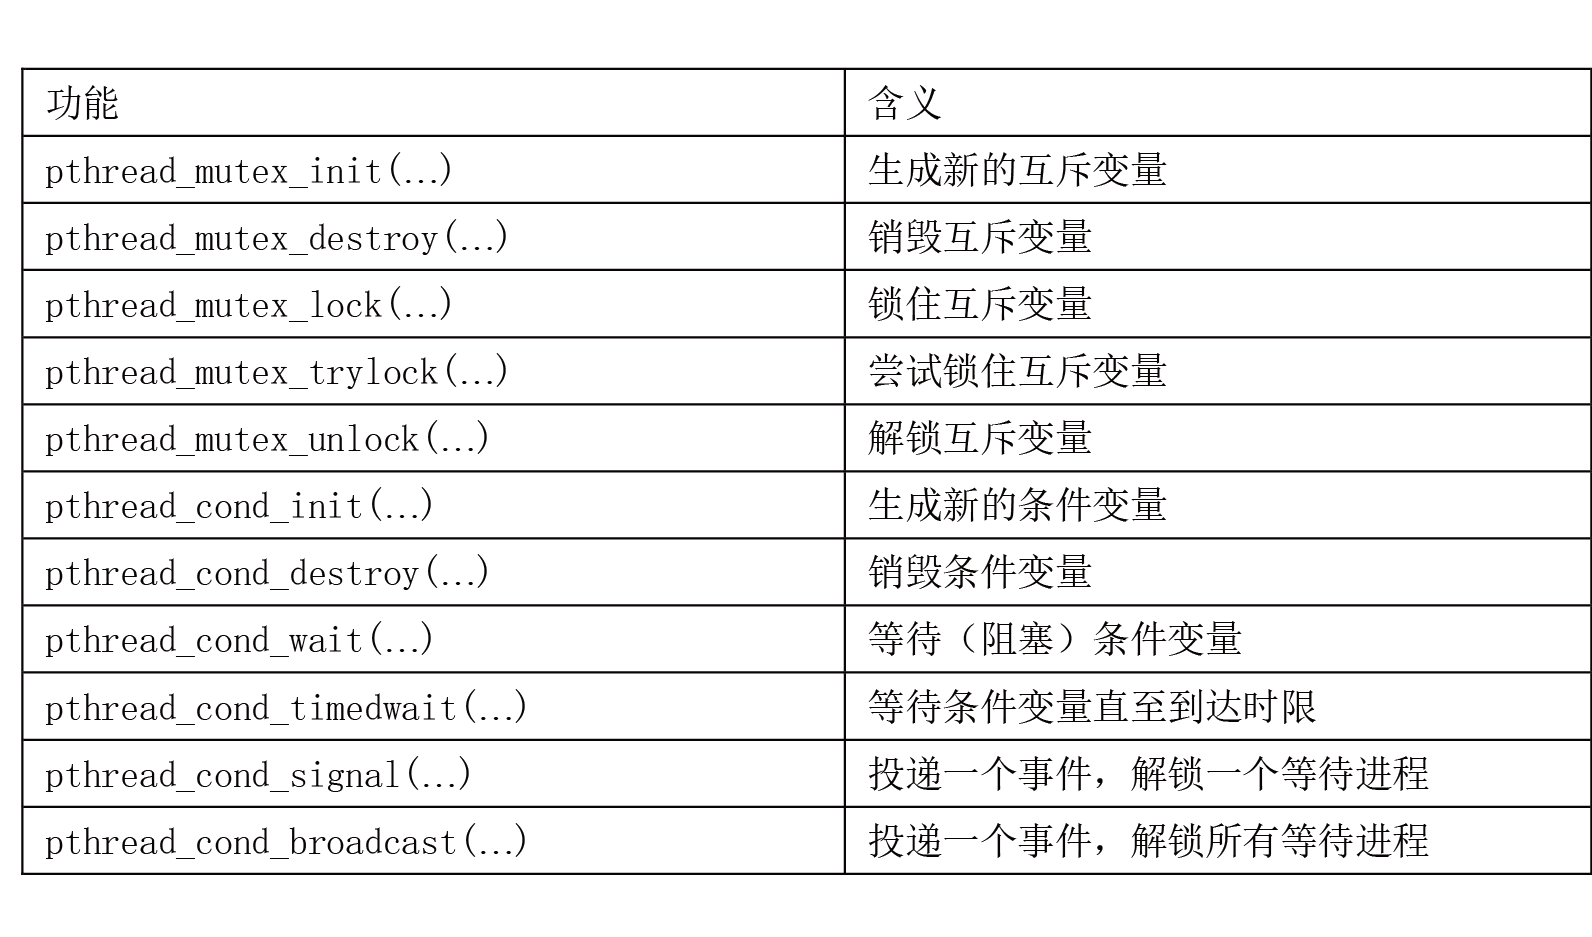 功能 含义
pthread_mutex_init(...) 生成新的互斥变量
pthread_mutex_destroy(...) 销毁互斥变量
pthread_mutex_lock(...) 锁住互斥变量
pthread_mutex_trylock(...) 尝试锁住互斥变量
pthread_mutex_unlock(...) 解锁互斥变量
pthread_cond_init(...) 生成新的条件变量
pthread_cond_destroy(...) 销毁条件变量
pthread_cond_wait(...) 等待（阻塞）条件变量
pthread_cond_timedwait(...) 等待条件变量直至到达时限
pthread_cond_signal(...) 投递一个事件，解锁一个等待进程
pthread_cond_broadcast(...) 投递一个事件，解锁所有等待进程